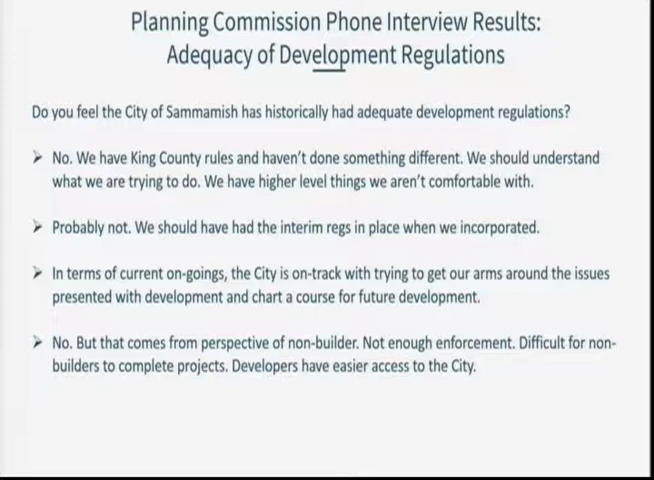 Planning Commission Phone Interview Results:
Adequacy of Development Regulations
Do you feel the City of Sammamish has historically had adequate development regulations?
➤ No. We have King County rules and haven't done something different. We should understand
what we are trying to do. We have higher level things we aren't comfortable with.
➤ Probably not. We should have had the interim regs in place when we incorporated.
➤ In terms of current on-goings, the City is on-track with trying to get our arms around the issues
presented with development and chart a course for future development.
➤ No. But that comes from perspective of non-builder. Not enough enforcement. Difficult for non-
builders to complete projects. Developers have easier access to the City.